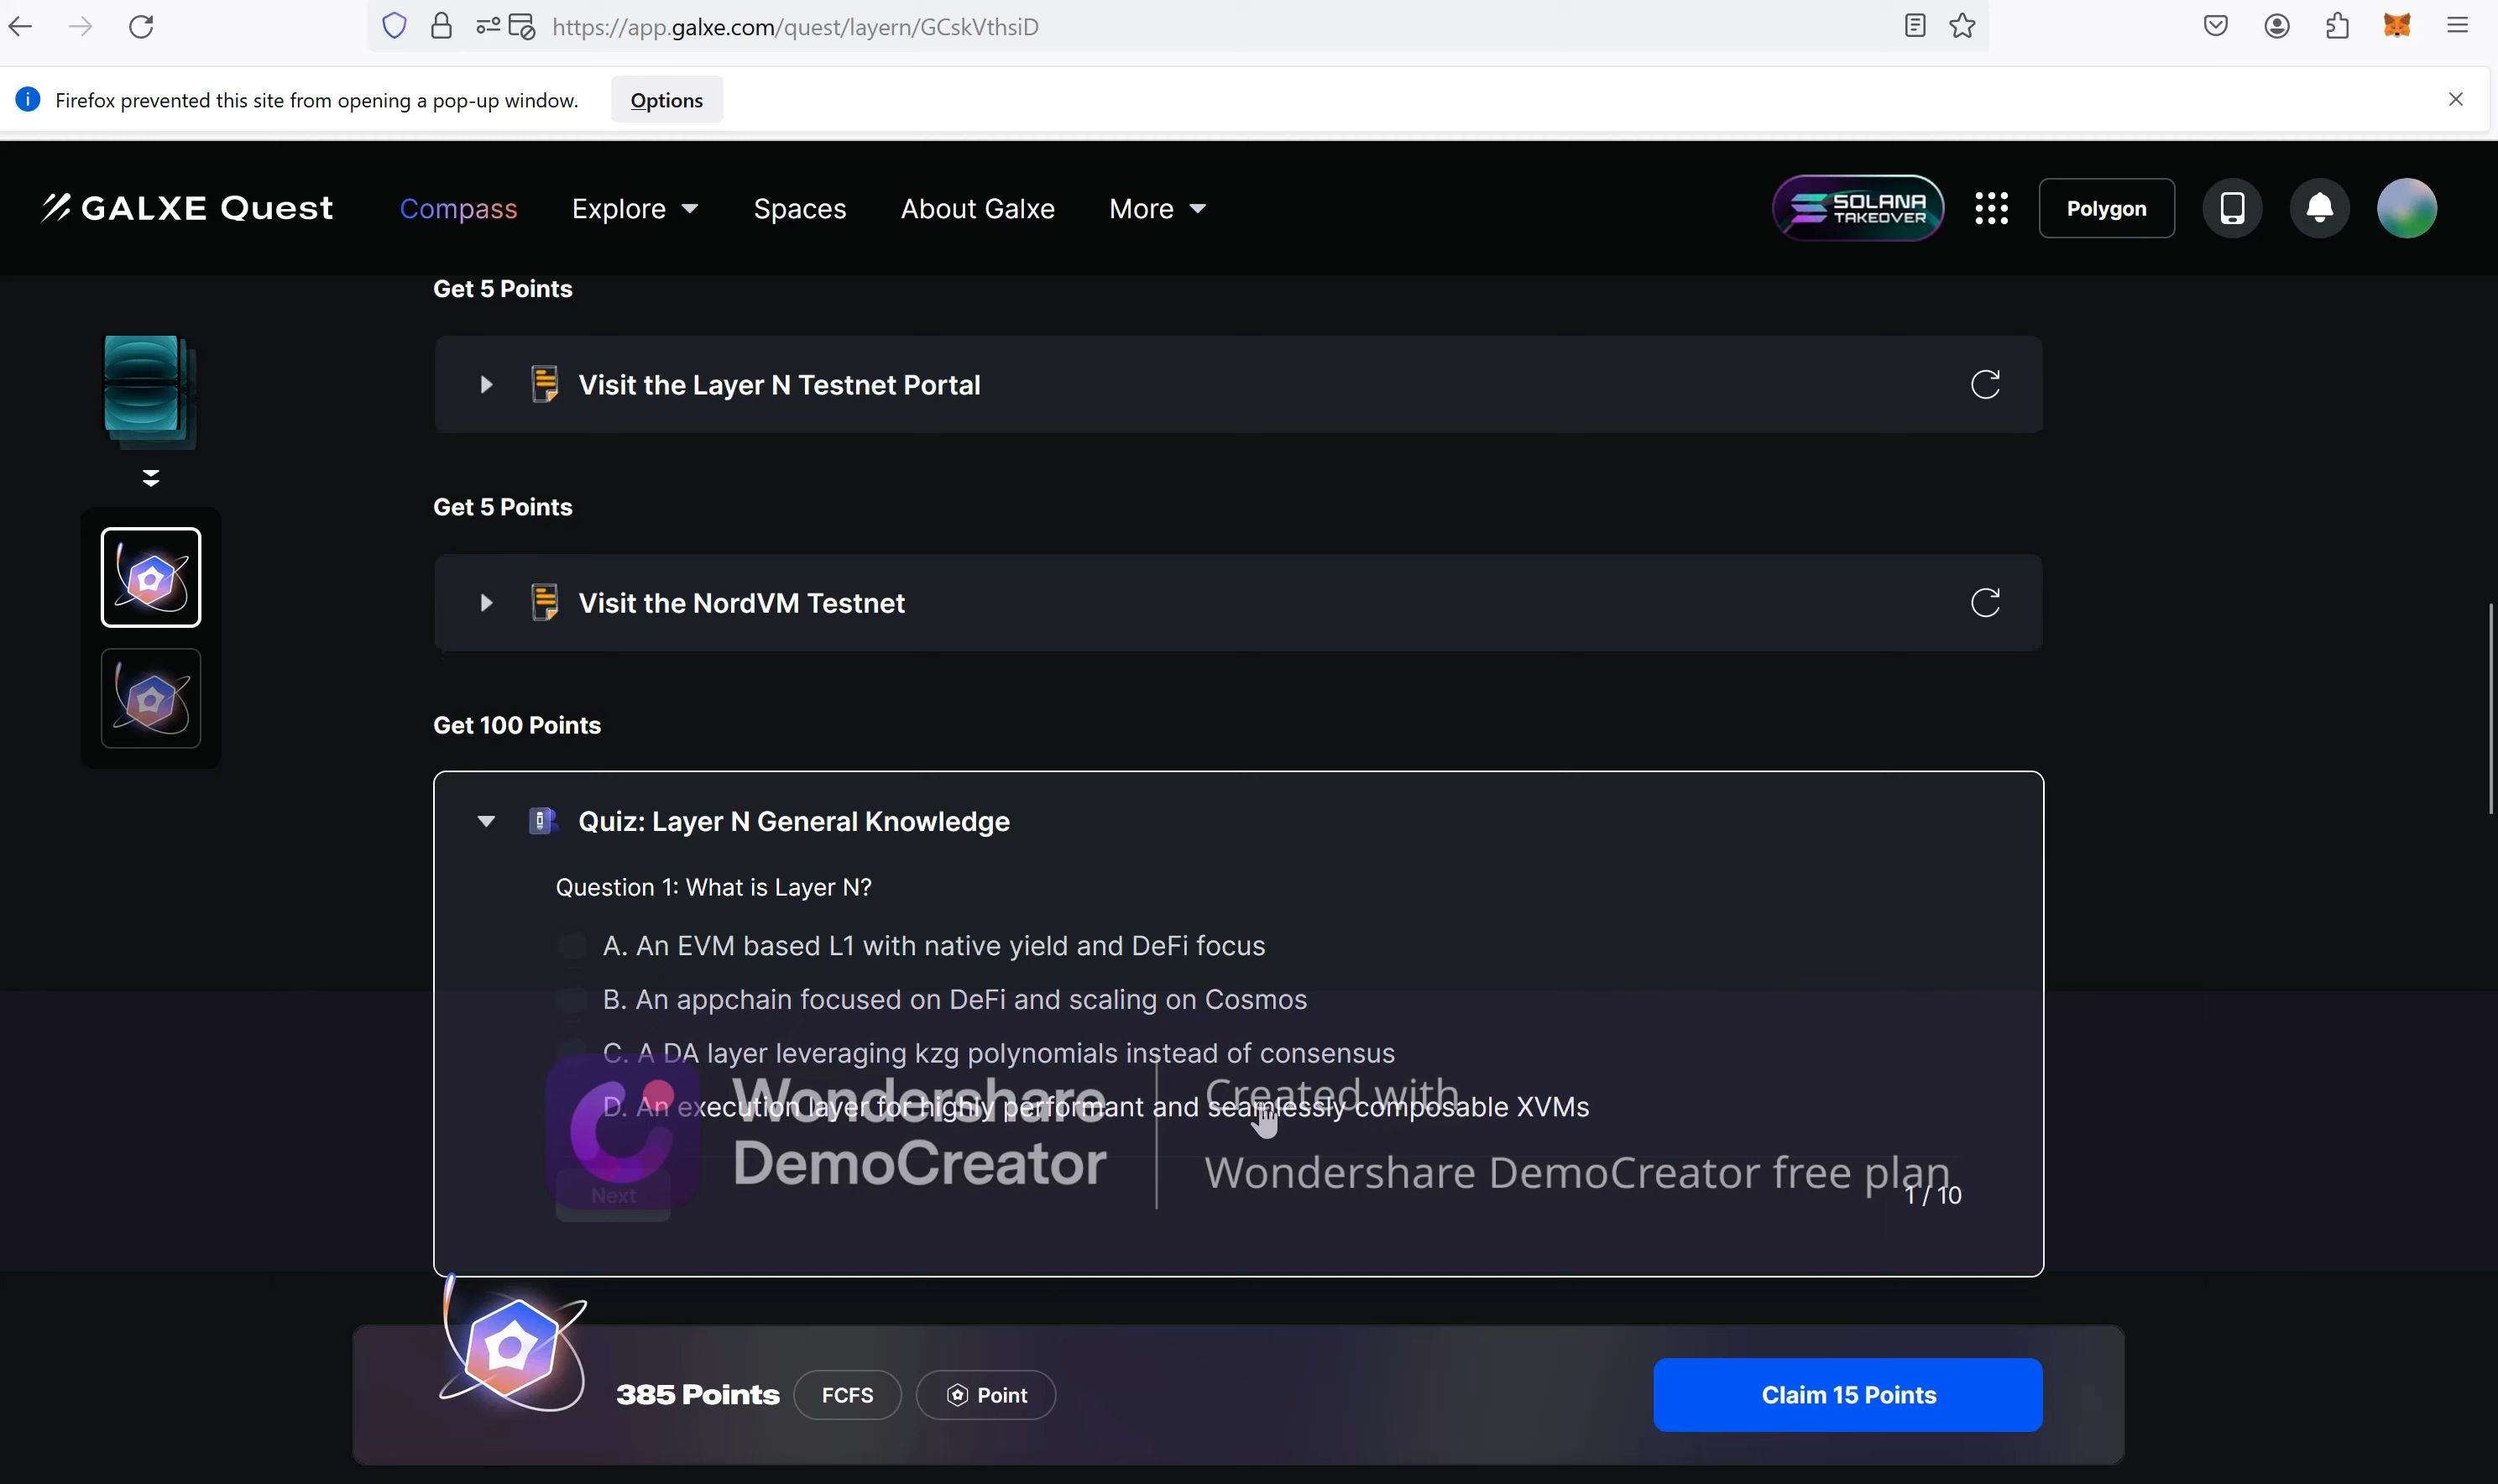 https://app.galxe.com/quest/layern/GCskVthsiD
Firefox prevented this site from opening a pop-up window.
Options
GALXE Quest
Compass
Explore
Spaces
About Galxe
More
SOLANA
TAKEOVER
Polygon
Get 5 Points
Visit the Layer N Testnet Portal
Get 5 Points
Visit the NordVM Testnet
Get 100 Points
Quiz: Layer N General Knowledge
Question 1: What is Layer N?
A. An EVM based L1 with native yield and DeFi focus
B. An appchain focused on DeFi and scaling on Cosmos
C. A DA layer leveraging kzg polynomials instead of consensus
D. An execution layer for highly performant and seamlessly composable XVMs
Wondershare
DemoCreator
Created with
Wondershare DemoCreator free plan
Next
1 / 10
385 Points
FCFS
Point
Claim 15 Points